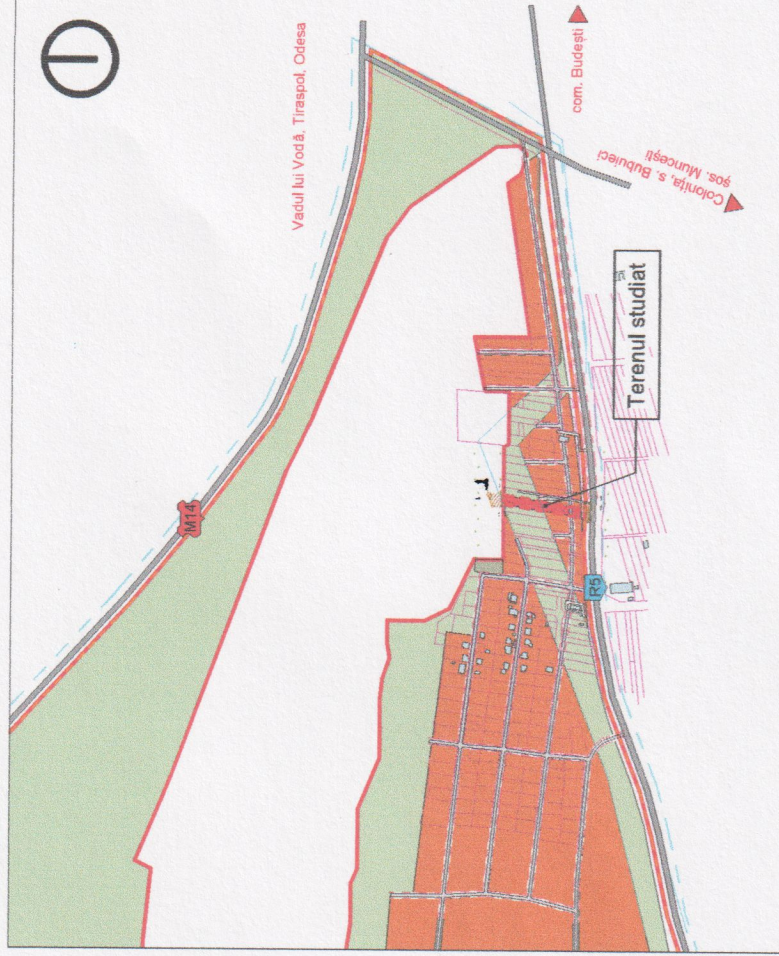 Vadul lui Vodă, Tiraspol, Odesa
com. Budești
Colonița, s. Bubuieci
șos. Muncești
M14
Terenul studiat
R5